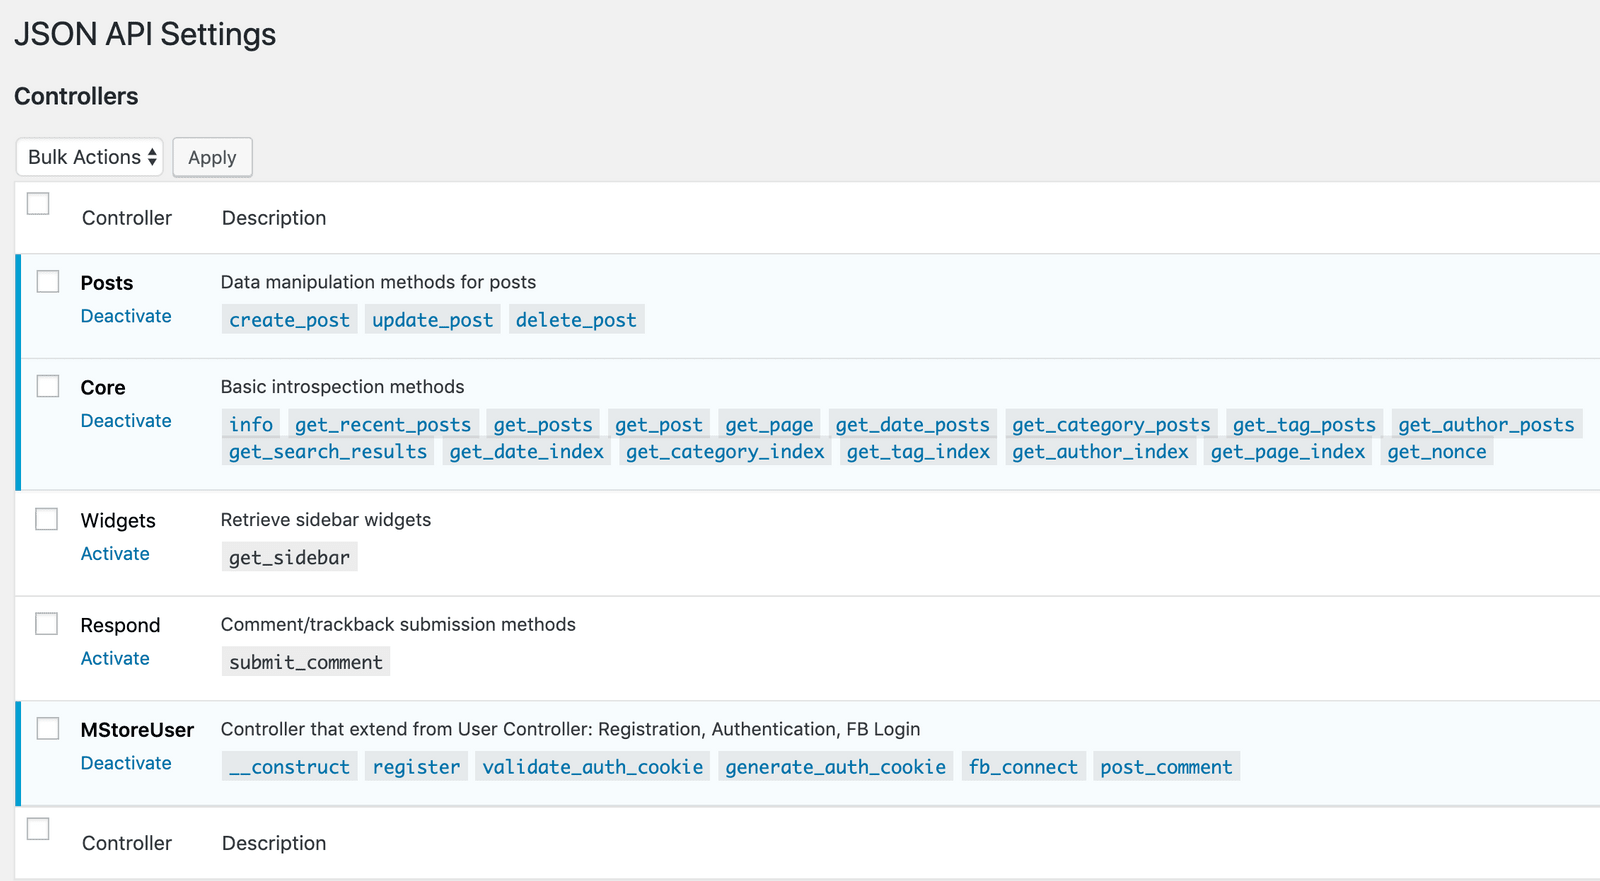 JSON API Settings
Controllers
Bulk Actions Apply
Controller Description
Posts Data manipulation methods for posts
Deactivate create_post update_post delete_post
Core Basic introspection methods
Deactivate info get_recent_posts get_posts get_post get_page get_date_posts get_category_posts get_tag_posts get_author_posts
get_search_results get_date_index get_category_index get_tag_index get_author_index get_page_index get_nonce
Widgets Retrieve sidebar widgets
Activate get_sidebar
Respond Comment/trackback submission methods
Activate submit_comment
MStoreUser Controller that extend from User Controller: Registration, Authentication, FB Login
Deactivate __construct register validate_auth_cookie generate_auth_cookie fb_connect post_comment
Controller Description